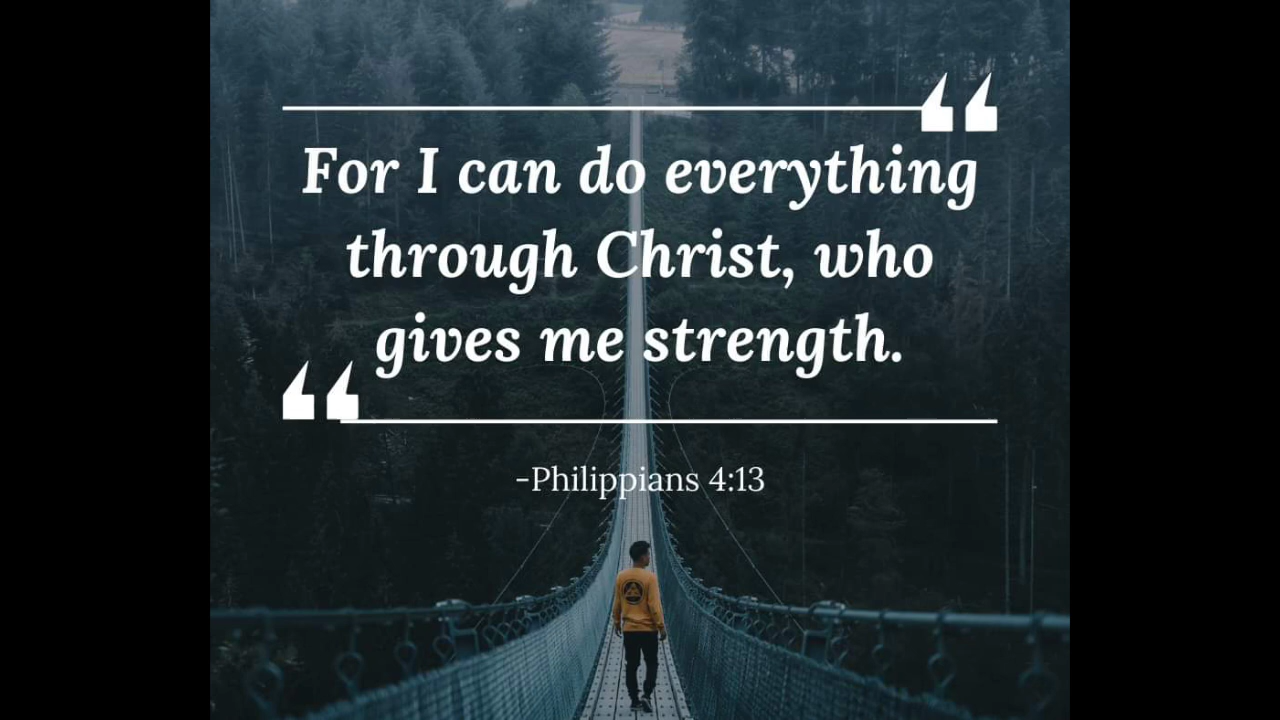 For I can do everything
through Christ, who
gives me strength.
-Philippians 4:13